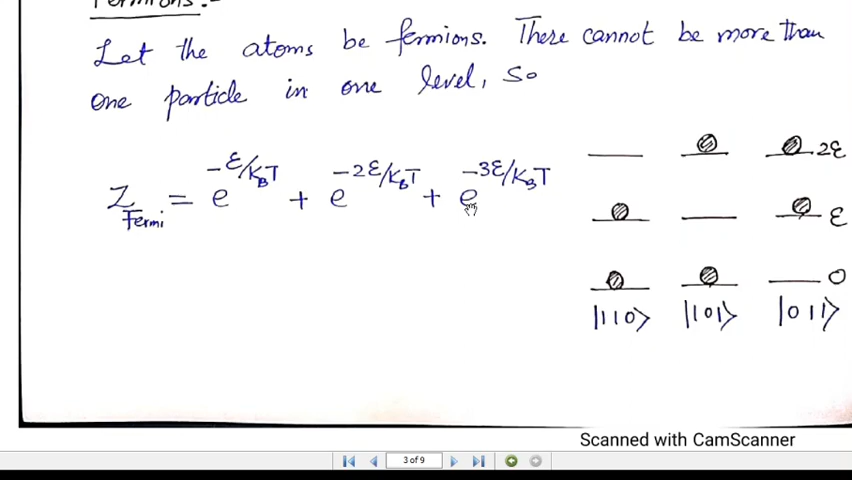 Fermions:-
Let the atoms be fermions. There cannot be more than
one particle in one level, so
Z_Fermi = e^{-ε/K_BT} + e^{-2ε/K_BT} + e^{-3ε/K_BT}
2ε
ε
0
|110⟩ |101⟩ |011⟩
Scanned with CamScanner
3 of 9